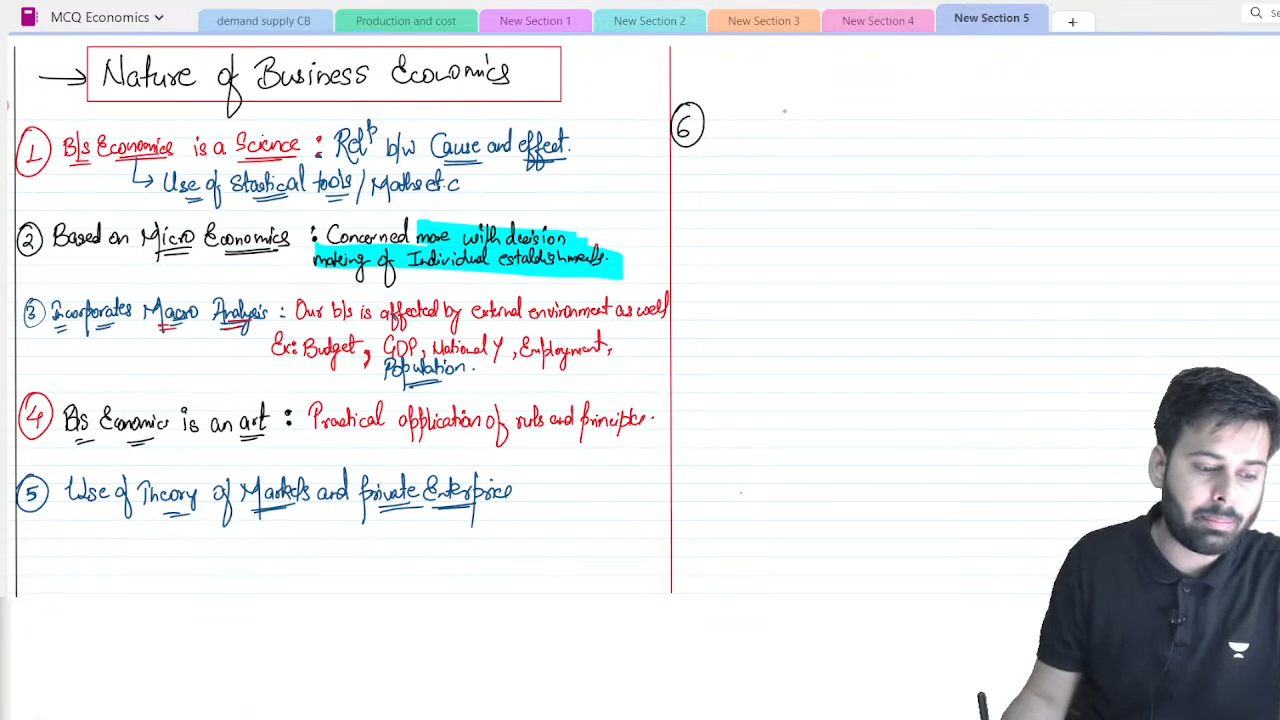 MCQ Economics
demand supply CB
Production and cost
New Section 1
New Section 2
New Section 3
New Section 4
New Section 5
+
Se
→ Nature of Business Economics
① B/s Economics is a Science : Relⁿ b/w Cause and effect.
↳ Use of Stastical tools / Maths et.c
② Based on Micro Economics : Concerned more with decision
making of Individual establishments.
③ Incorporates Macro Analysis : Our b/s is affected by external environment as well
Ex: Budget, GDP, National Y, Employment,
Population.
④ B/s Economics is an art : Practical application of ruls and principles.
⑤ Use of Theory of Markets and private Enterprise
⑥